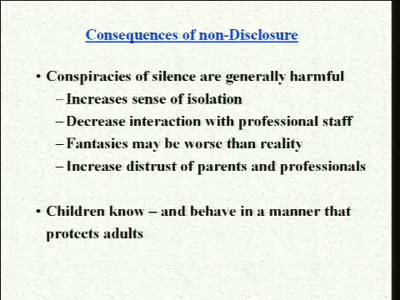 Consequences of non-Disclosure
• Conspiracies of silence are generally harmful
– Increases sense of isolation
– Decrease interaction with professional staff
– Fantasies may be worse than reality
– Increase distrust of parents and professionals
• Children know – and behave in a manner that
protects adults